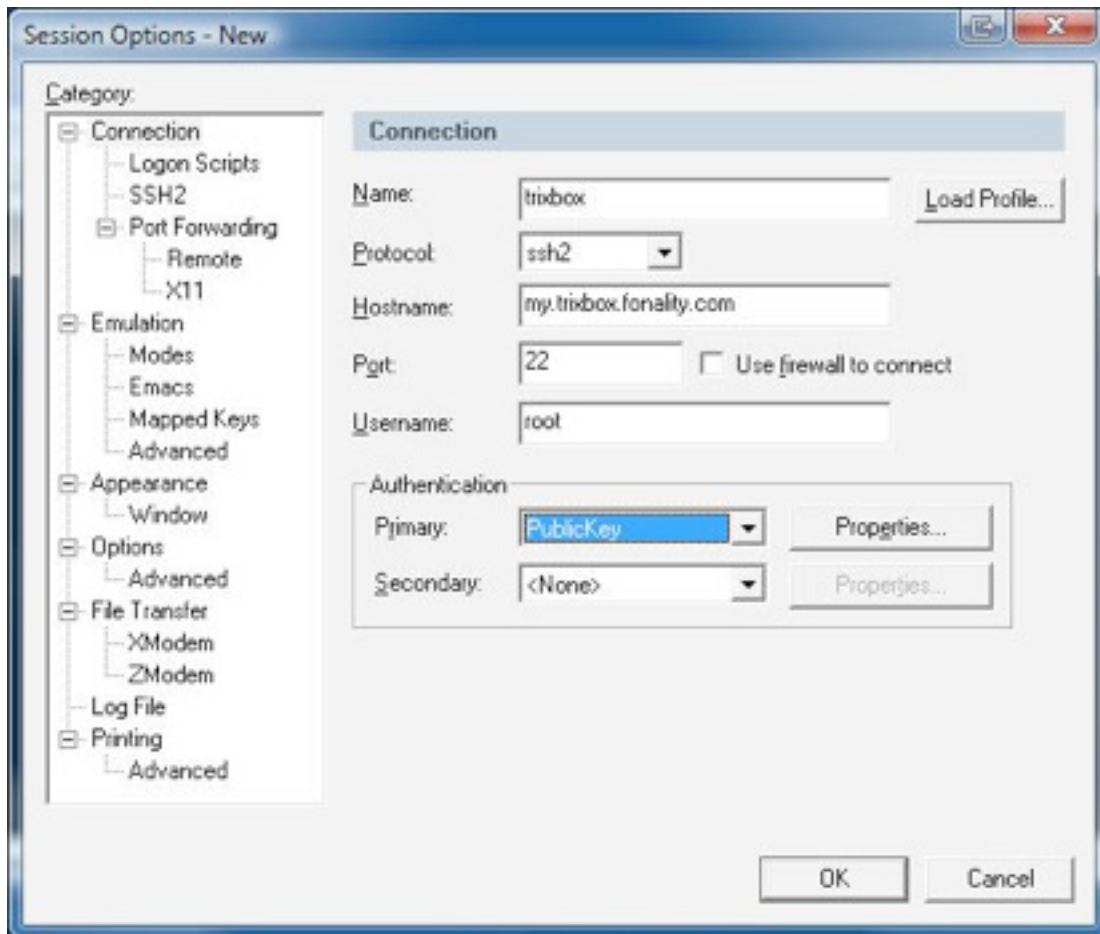 Session Options - New
Category:
Connection
Logon Scripts
SSH2
Port Forwarding
Remote
X11
Emulation
Modes
Emacs
Mapped Keys
Advanced
Appearance
Window
Options
Advanced
File Transfer
XModem
ZModem
Log File
Printing
Advanced
Connection
Name: trixbox Load Profile...
Protocol: ssh2
Hostname: my.trixbox.fonality.com
Port: 22 Use firewall to connect
Username: root
Authentication
Primary: PublicKey Properties...
Secondary: <None> Properties...
OK Cancel